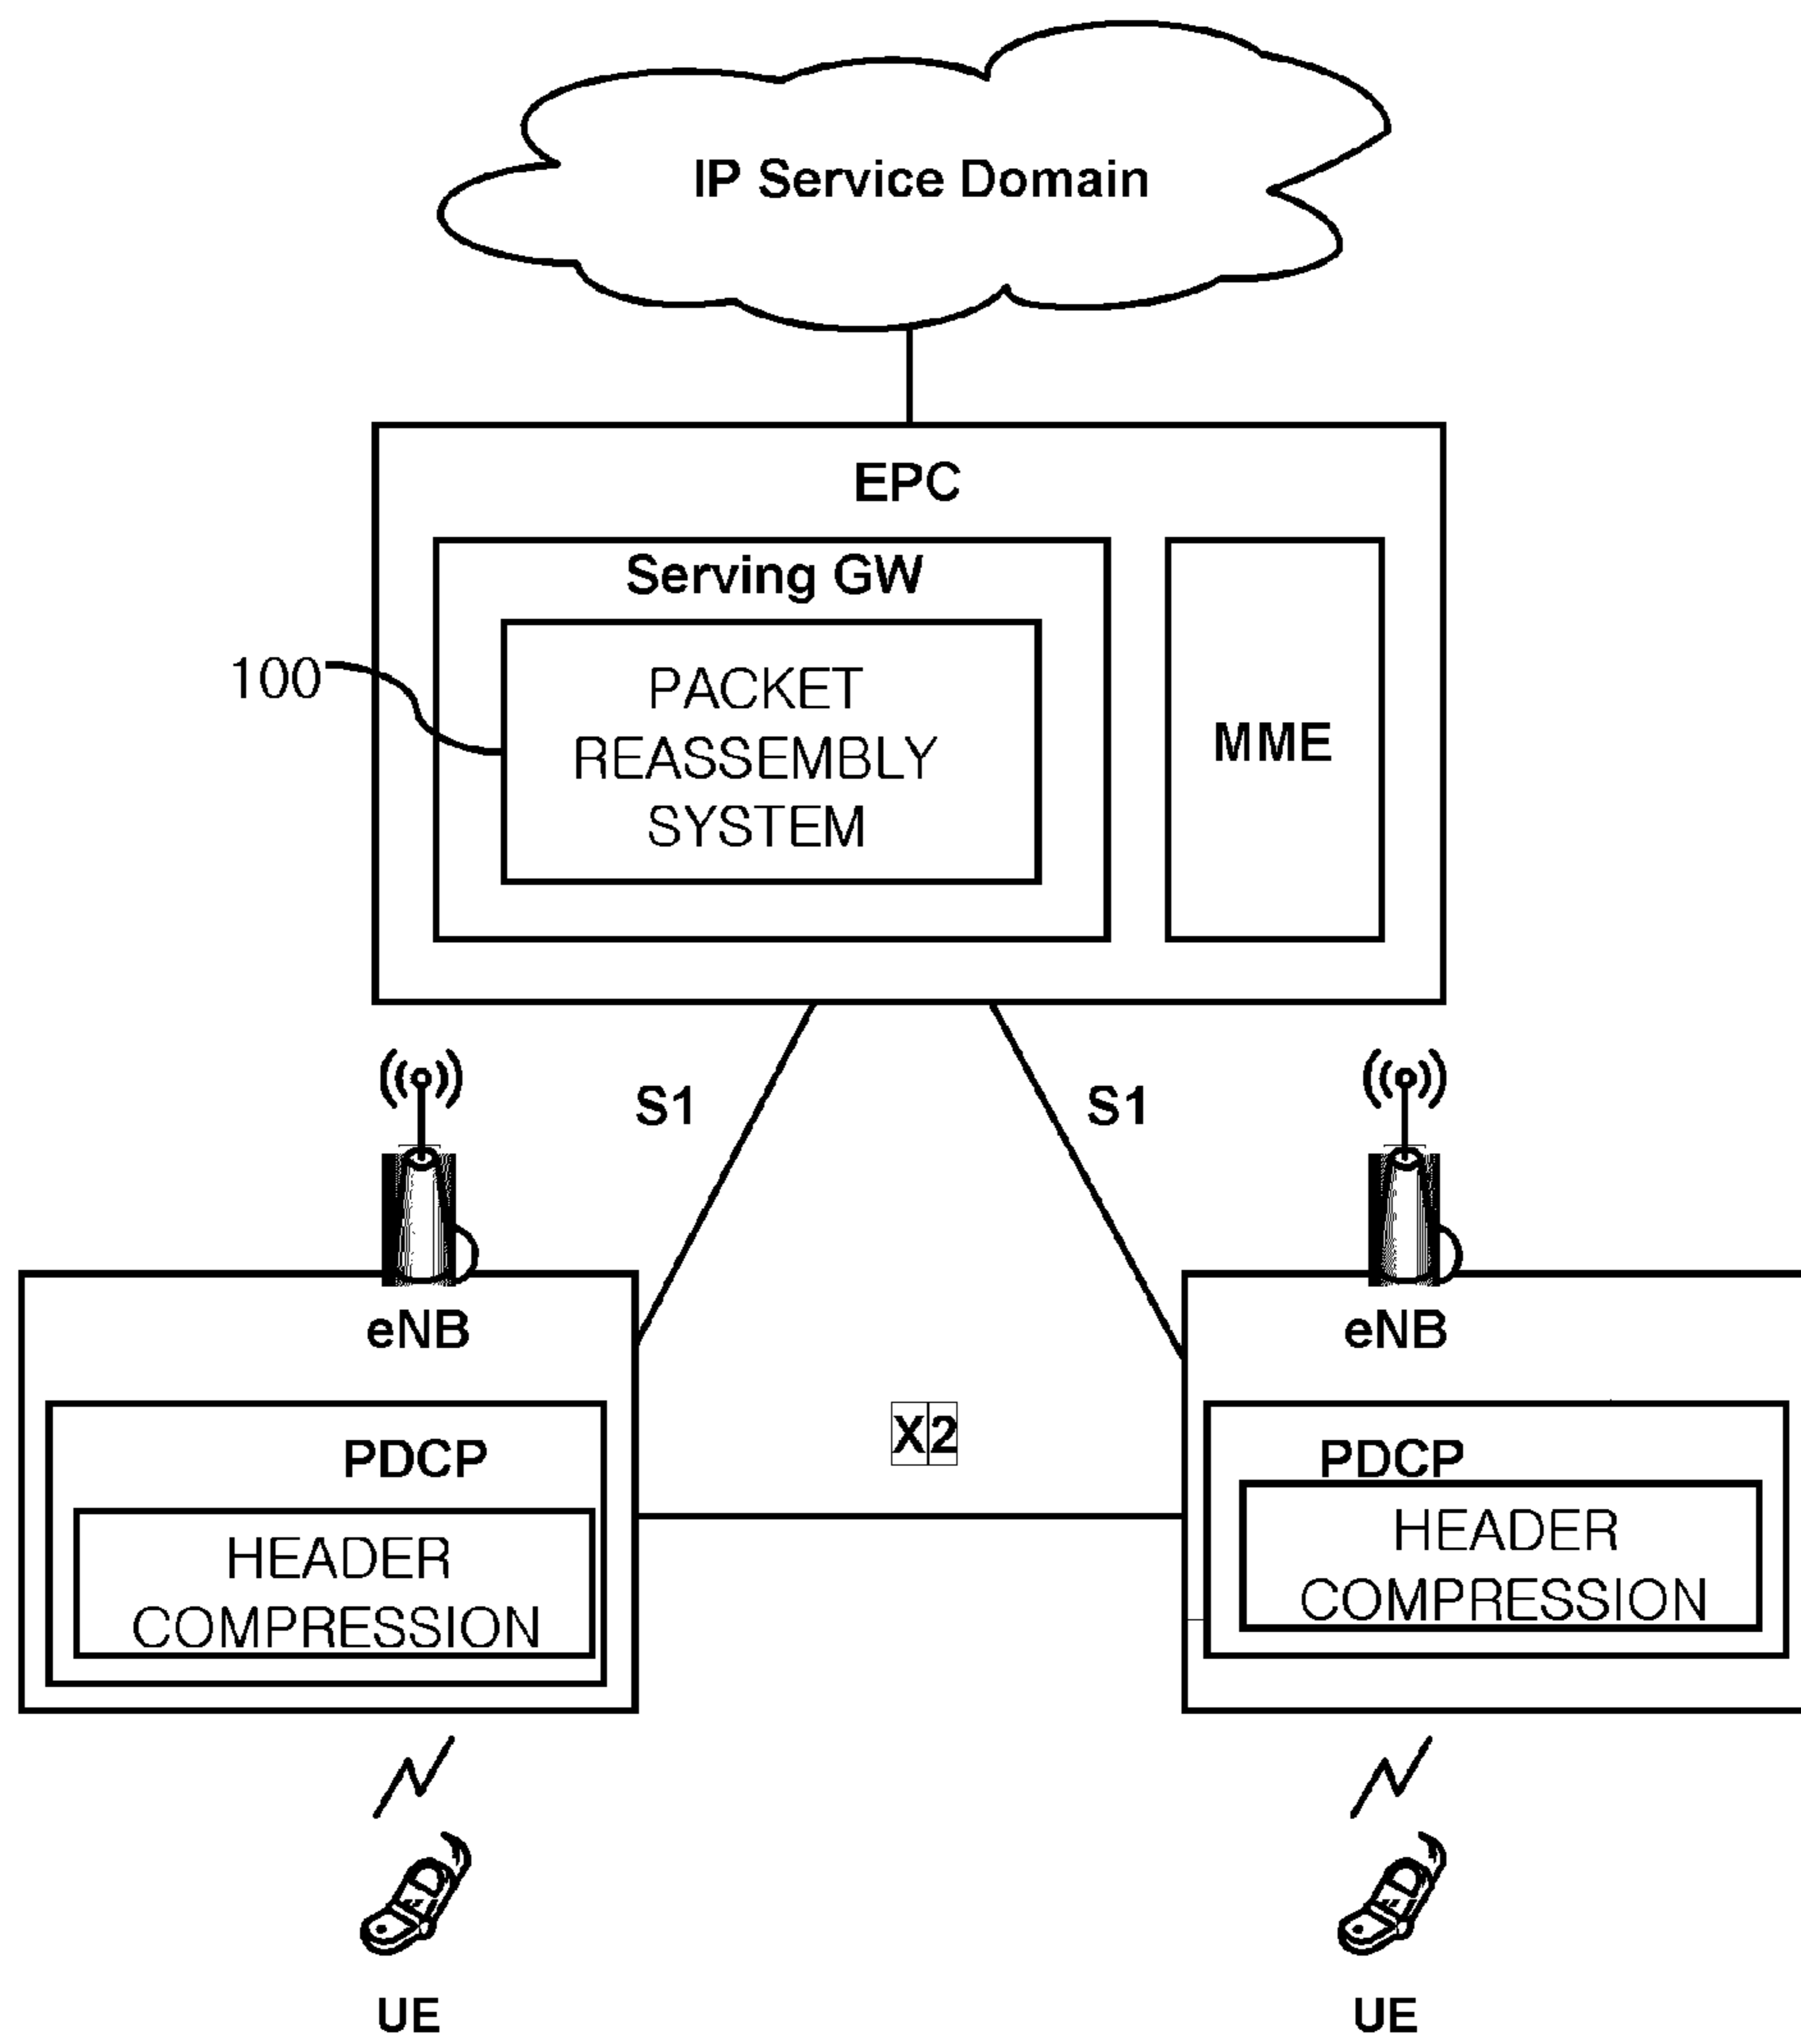 IP Service Domain
EPC
Serving GW
100
PACKET
REASSEMBLY
SYSTEM
MME
S1
S1
eNB
eNB
X2
PDCP
PDCP
HEADER
COMPRESSION
HEADER
COMPRESSION
UE
UE